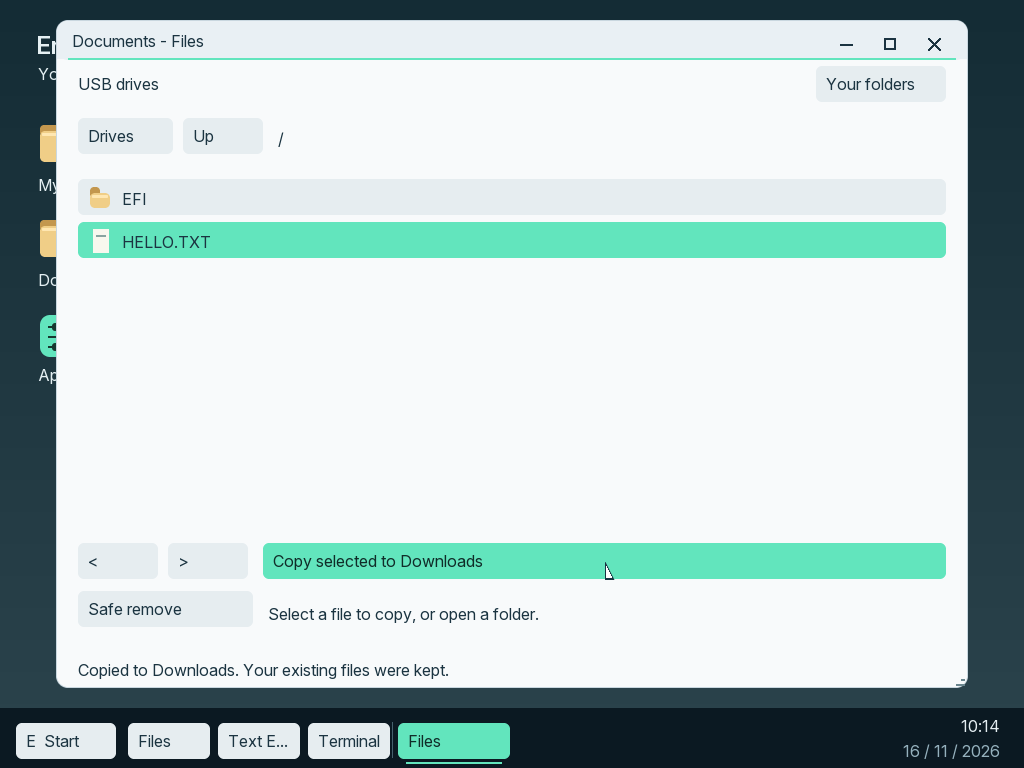 Documents - Files
USB drives
Your folders
Drives
Up
/
EFI
HELLO.TXT
<
>
Copy selected to Downloads
Safe remove
Select a file to copy, or open a folder.
Copied to Downloads. Your existing files were kept.
E Start
Files
Text E...
Terminal
Files
10:14
16 / 11 / 2026